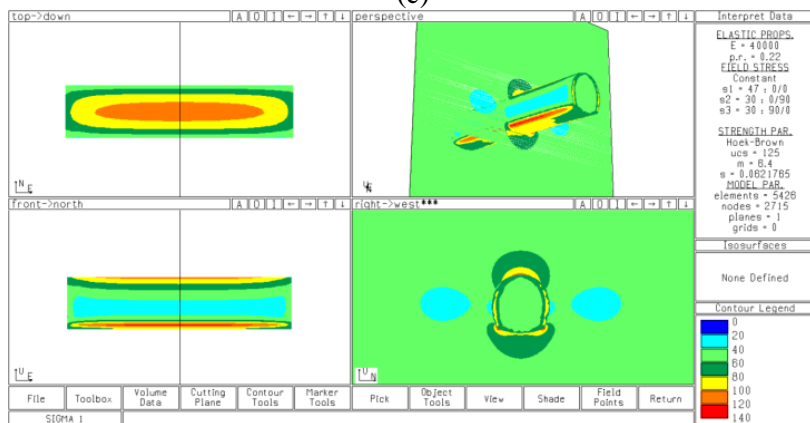 (c)
top->down A O I ← → ↑ ↓
perspective A O I ← → ↑ ↓
Interpret Data
ELASTIC PROPS.
E = 40000
p.r. = 0.22
FIELD STRESS
Constant
s1 = 47 : 0/0
s2 = 30 : 0/90
s3 = 30 : 90/0
STRENGTH PAR.
Hoek-Brown
ucs = 125
m = 6.4
s = 0.0621765
MODEL PAR.
elements = 5426
nodes = 2715
planes = 1
grids = 0
N E
front->north A O I ← → ↑ ↓
right->west*** A O I ← → ↑ ↓
Isosurfaces
None Defined
Contour Legend
0
20
40
60
80
100
120
140
U E
U N
File Toolbox Volume Data Cutting Plane Contour Tools Marker Tools Pick Object Tools View Shade Field Points Return
SIGMA 1